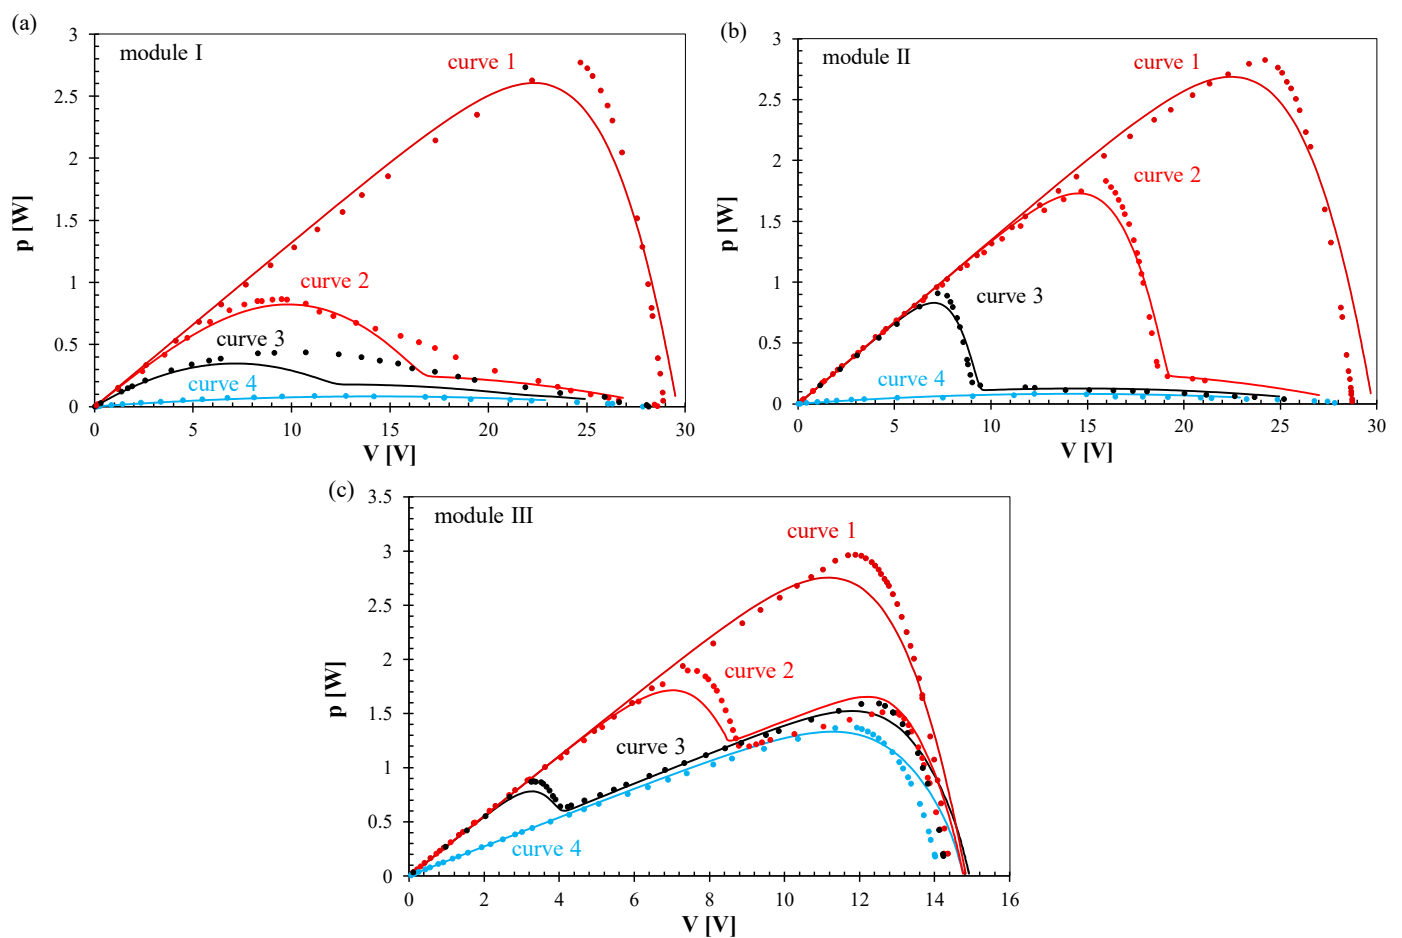 (a)
module I
curve 1
curve 2
curve 3
curve 4
p [W]
3
2.5
2
1.5
1
0.5
0
0 5 10 15 20 25 30
V [V]
(b)
module II
curve 1
curve 2
curve 3
curve 4
p [W]
3
2.5
2
1.5
1
0.5
0
0 5 10 15 20 25 30
V [V]
(c)
module III
curve 1
curve 2
curve 3
curve 4
p [W]
3.5
3
2.5
2
1.5
1
0.5
0
0 2 4 6 8 10 12 14 16
V [V]